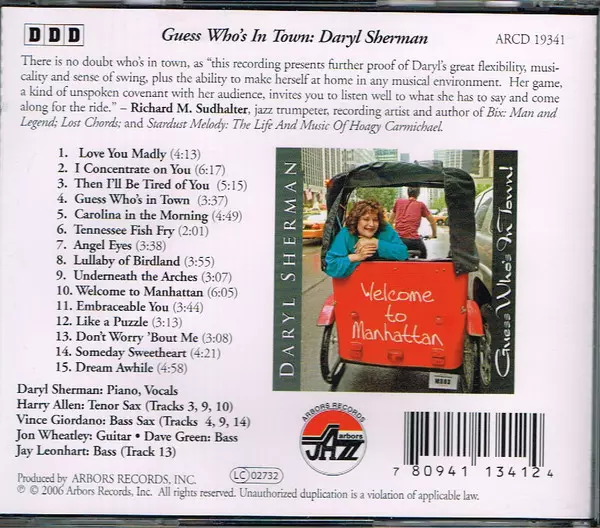 DDD
Guess Who's In Town: Daryl Sherman
ARCD 19341
There is no doubt who's in town, as "this recording presents further proof of Daryl's great flexibility, musi-
cality and sense of swing, plus the ability to make herself at home in any musical environment. Her game,
a kind of unspoken covenant with her audience, invites you to listen well to what she has to say and come
along for the ride." – Richard M. Sudhalter, jazz trumpeter, recording artist and author of Bix: Man and
Legend; Lost Chords; and Stardust Melody: The Life And Music Of Hoagy Carmichael.
1. Love You Madly (4:13)
2. I Concentrate on You (6:17)
3. Then I'll Be Tired of You (5:15)
4. Guess Who's in Town (3:37)
5. Carolina in the Morning (4:49)
6. Tennessee Fish Fry (2:01)
7. Angel Eyes (3:38)
8. Lullaby of Birdland (3:55)
9. Underneath the Arches (3:07)
10. Welcome to Manhattan (6:05)
11. Embraceable You (3:44)
12. Like a Puzzle (3:13)
13. Don't Worry 'Bout Me (3:08)
14. Someday Sweetheart (4:21)
15. Dream Awhile (4:58)
DARYL SHERMAN
Welcome
to
Manhattan
Guess Who's In Town!
Daryl Sherman: Piano, Vocals
Harry Allen: Tenor Sax (Tracks 3, 9, 10)
Vince Giordano: Bass Sax (Tracks 4, 9, 14)
Jon Wheatley: Guitar • Dave Green: Bass
Jay Leonhart: Bass (Track 13)
ARBORS RECORDS
arbors
JAZZ
7 80941 13412 4
Produced by ARBORS RECORDS, INC.
LC 02732
℗ © 2006 Arbors Records, Inc. All rights reserved. Unauthorized duplication is a violation of applicable law.